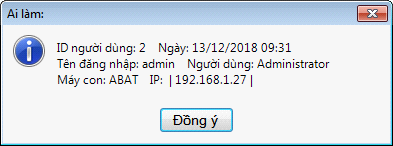 Ai làm:
ID người dùng: 2 Ngày: 13/12/2018 09:31
Tên đăng nhập: admin Người dùng: Administrator
Máy con: ABAT IP: | 192.168.1.27 |
Đồng ý